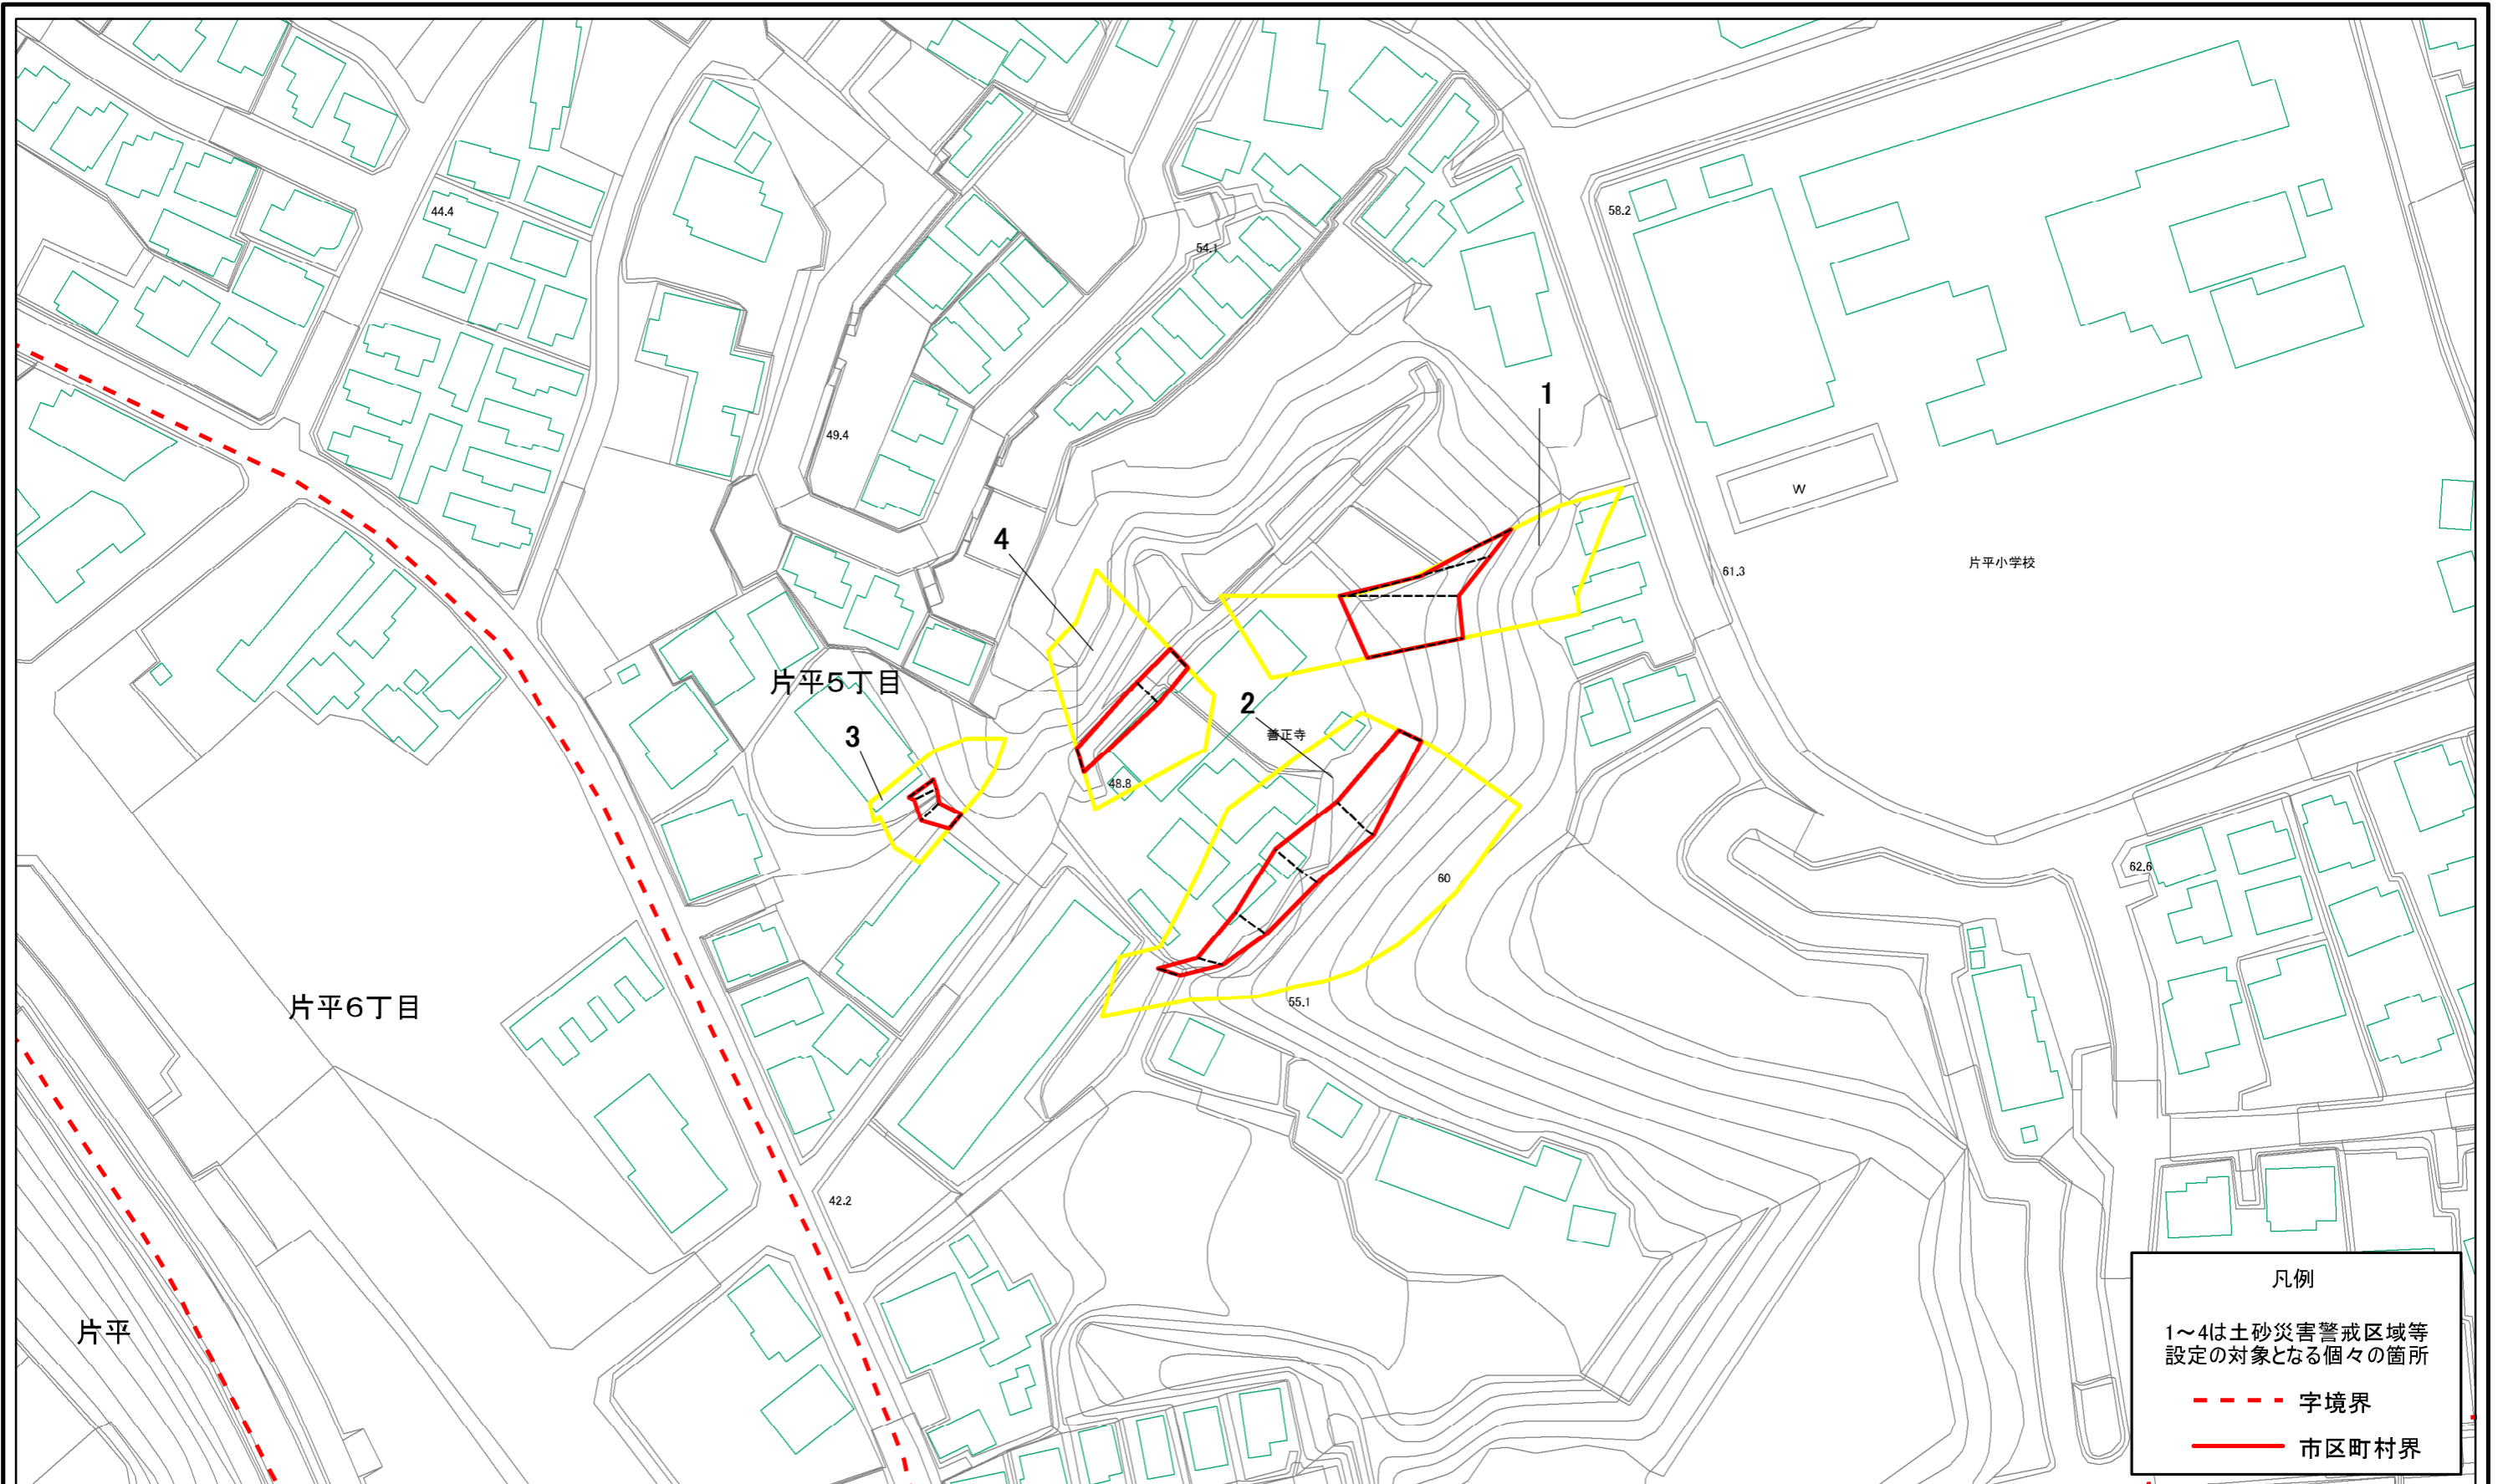 44.4
58.2
54.1
1
49.4
W
4
片平小学校
61.3
片平5丁目
2
善正寺
3
48.8
62.6
60
55.1
片平6丁目
42.2
片平
凡例
1～4は土砂災害警戒区域等
設定の対象となる個々の箇所
字境界
市区町村界